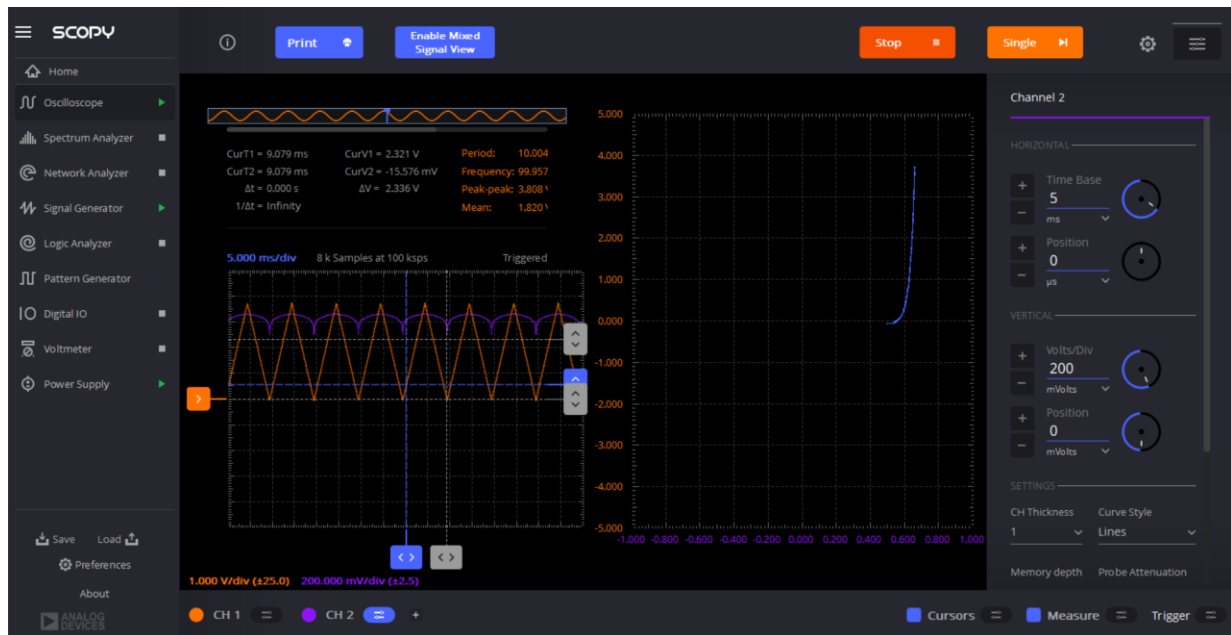 SCOPY
Home
Oscilloscope
Spectrum Analyzer
Network Analyzer
Signal Generator
Logic Analyzer
Pattern Generator
Digital IO
Voltmeter
Power Supply
Save Load
Preferences
About
ANALOG
DEVICES
Print
Enable Mixed
Signal View
Stop
Single
CurT1 = 9.079 ms CurV1 = 2.321 V Period: 10.004
CurT2 = 9.079 ms CurV2 = -15.576 mV Frequency: 99.957
Δt = 0.000 s ΔV = 2.336 V Peak-peak: 3.808
1/Δt = Infinity Mean: 1.820
5.000 ms/div 8 k Samples at 100 ksps Triggered
1.000 V/div (±25.0) 200.000 mV/div (±2.5)
5.000
4.000
3.000
2.000
1.000
0.000
-1.000
-2.000
-3.000
-4.000
-5.000
-1.000 -0.800 -0.600 -0.400 -0.200 0.000 0.200 0.400 0.600 0.800 1.000
Channel 2
HORIZONTAL
Time Base
5
ms
Position
0
µs
VERTICAL
Volts/Div
200
mVolts
Position
0
mVolts
SETTINGS
CH Thickness Curve Style
1 Lines
Memory depth Probe Attenuation
CH 1 CH 2 + Cursors Measure Trigger